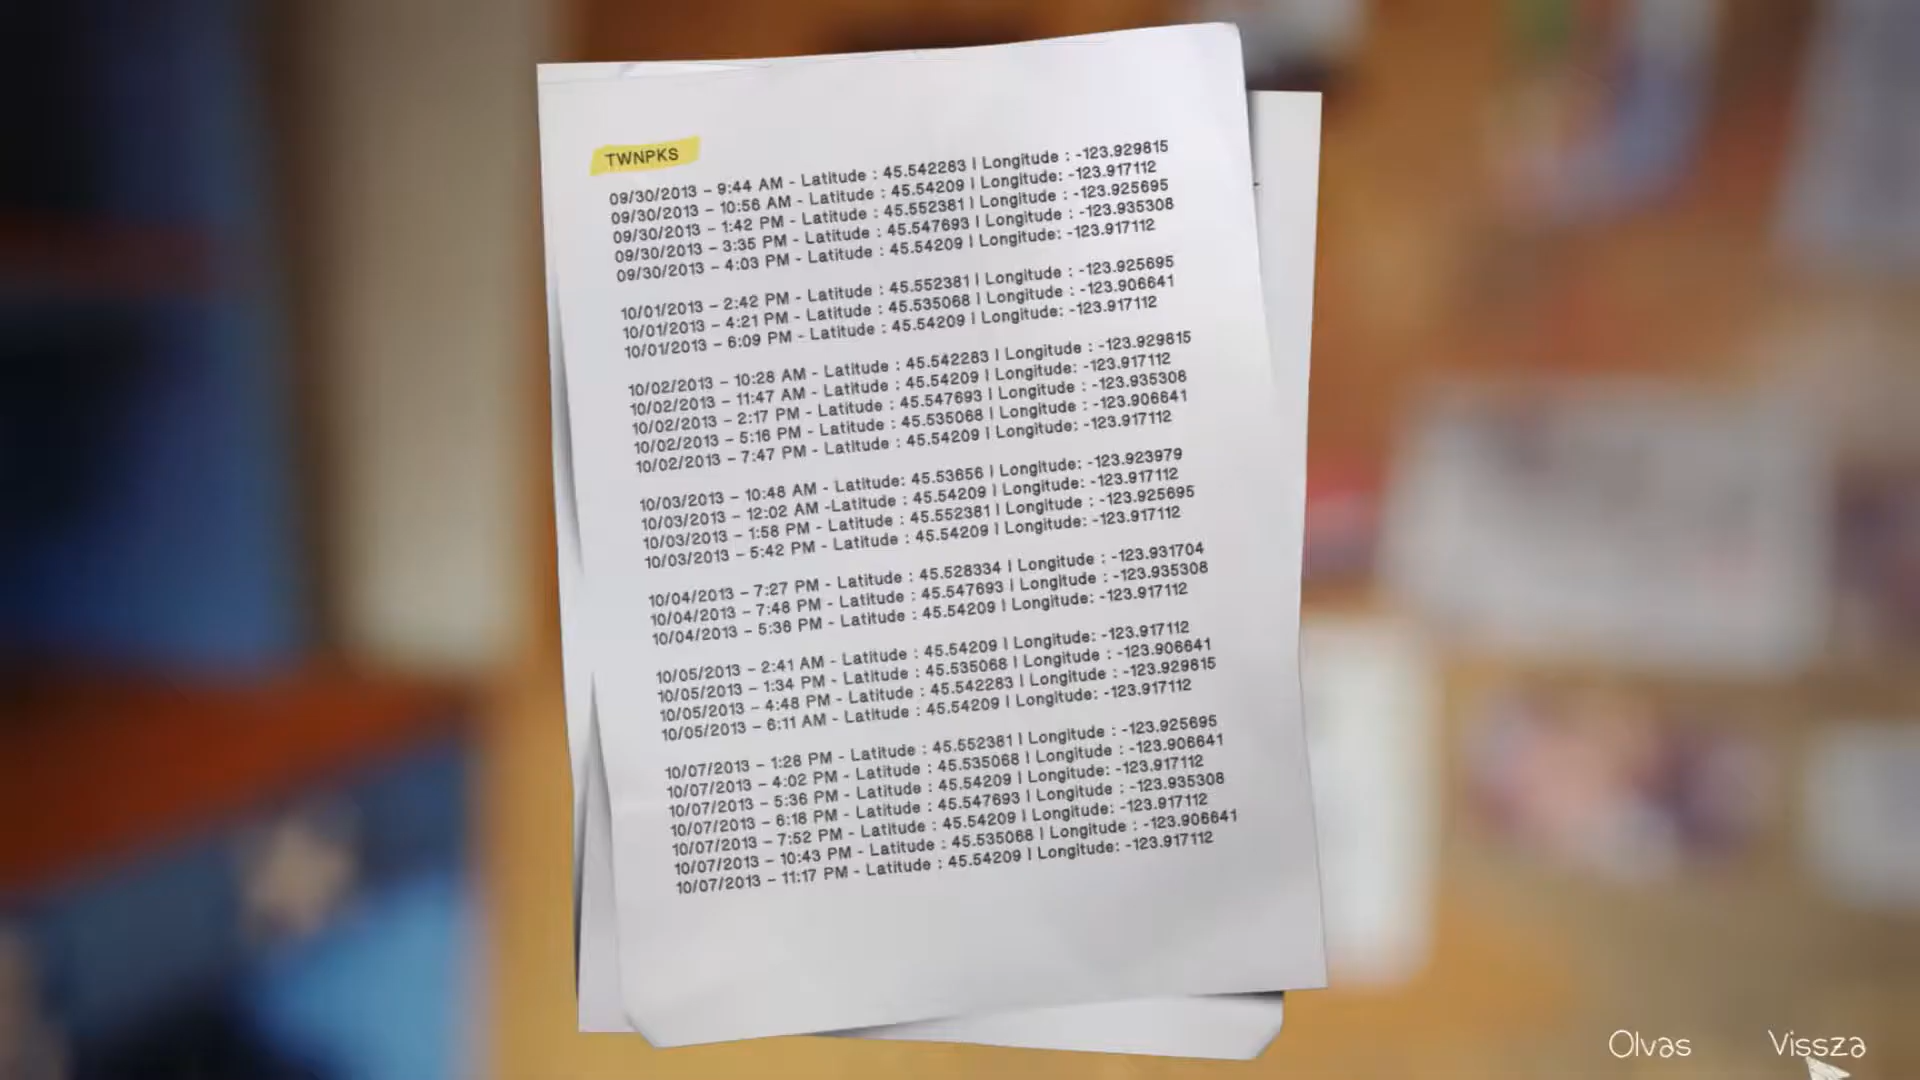 TWNPKS
09/30/2013 – 9:44 AM - Latitude : 45.542283 | Longitude : -123.929815
09/30/2013 – 10:56 AM - Latitude : 45.54209 | Longitude: -123.917112
09/30/2013 – 1:42 PM - Latitude : 45.552381 | Longitude : -123.925695
09/30/2013 – 3:35 PM - Latitude : 45.547693 | Longitude : -123.935308
09/30/2013 – 4:03 PM - Latitude : 45.54209 | Longitude: -123.917112
10/01/2013 – 2:42 PM - Latitude : 45.552381 | Longitude : -123.925695
10/01/2013 – 4:21 PM - Latitude : 45.535068 | Longitude : -123.906641
10/01/2013 – 6:09 PM - Latitude : 45.54209 | Longitude: -123.917112
10/02/2013 – 10:28 AM - Latitude : 45.542283 | Longitude : -123.929815
10/02/2013 – 11:47 AM - Latitude : 45.54209 | Longitude: -123.917112
10/02/2013 – 2:17 PM - Latitude : 45.547693 | Longitude : -123.935308
10/02/2013 – 5:16 PM - Latitude : 45.535068 | Longitude : -123.906641
10/02/2013 – 7:47 PM - Latitude : 45.54209 | Longitude: -123.917112
10/03/2013 – 10:48 AM - Latitude: 45.53656 | Longitude: -123.923979
10/03/2013 – 12:02 AM -Latitude : 45.54209 | Longitude: -123.917112
10/03/2013 – 1:58 PM - Latitude : 45.552381 | Longitude : -123.925695
10/03/2013 – 5:42 PM - Latitude : 45.54209 | Longitude: -123.917112
10/04/2013 – 7:27 PM - Latitude : 45.528334 | Longitude : -123.931704
10/04/2013 – 7:48 PM - Latitude : 45.547693 | Longitude : -123.935308
10/04/2013 – 5:36 PM - Latitude : 45.54209 | Longitude: -123.917112
10/05/2013 – 2:41 AM - Latitude : 45.54209 | Longitude: -123.917112
10/05/2013 – 1:34 PM - Latitude : 45.535068 | Longitude : -123.906641
10/05/2013 – 4:48 PM - Latitude : 45.542283 | Longitude : -123.929815
10/05/2013 – 6:11 AM - Latitude : 45.54209 | Longitude: -123.917112
10/07/2013 – 1:28 PM - Latitude : 45.552381 | Longitude : -123.925695
10/07/2013 – 4:02 PM - Latitude : 45.535068 | Longitude : -123.906641
10/07/2013 – 5:36 PM - Latitude : 45.54209 | Longitude: -123.917112
10/07/2013 – 6:18 PM - Latitude : 45.547693 | Longitude : -123.935308
10/07/2013 – 7:52 PM - Latitude : 45.54209 | Longitude: -123.917112
10/07/2013 – 10:43 PM - Latitude : 45.535068 | Longitude : -123.906641
10/07/2013 – 11:17 PM - Latitude : 45.54209 | Longitude: -123.917112
Olvas
Vissza